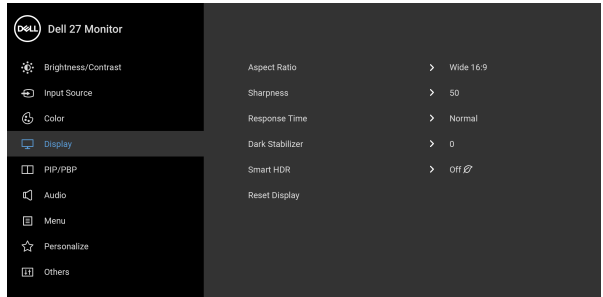 DELL Dell 27 Monitor
Brightness/Contrast
Input Source
Color
Display
PIP/PBP
Audio
Menu
Personalize
Others
Aspect Ratio Wide 16:9
Sharpness 50
Response Time Normal
Dark Stabilizer 0
Smart HDR Off
Reset Display